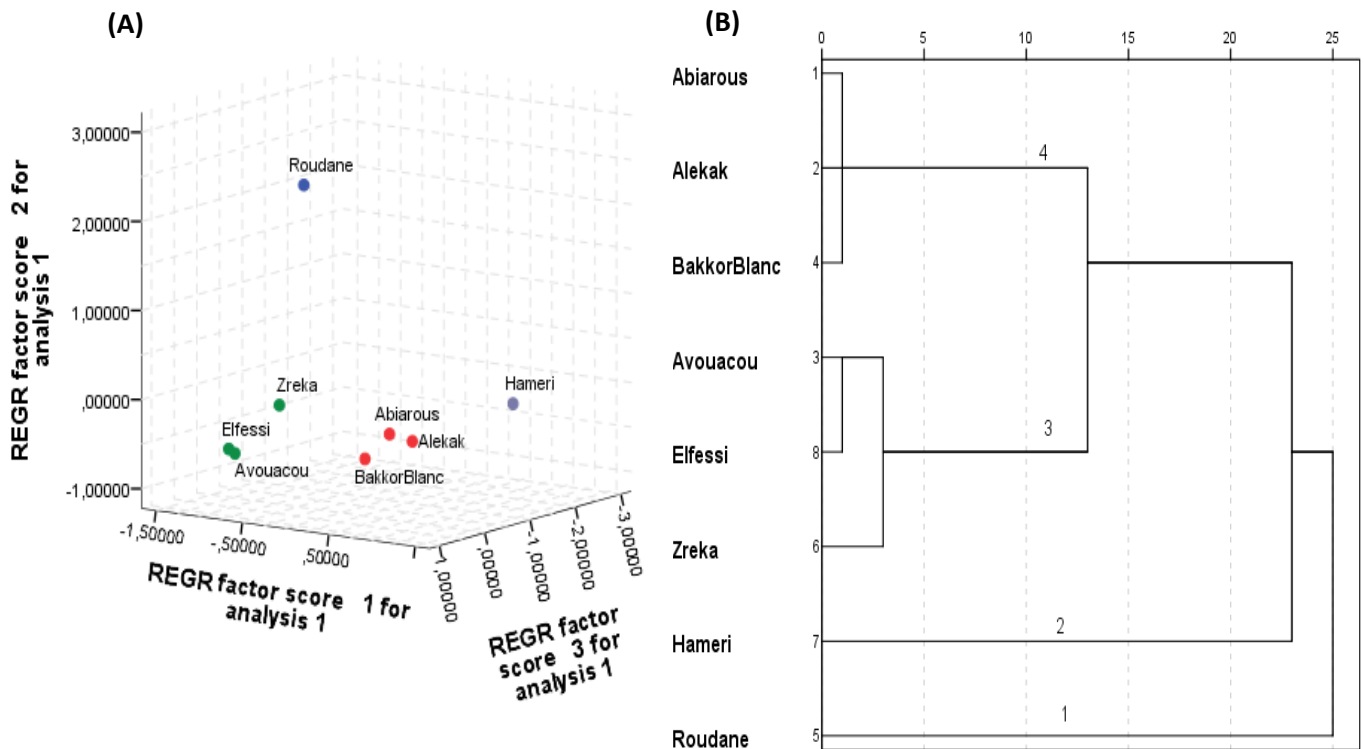 (A)
REGR factor score 2 for
analysis 1
3,00000
2,00000
1,00000
,00000
-1,00000
Roudane
Zreka
Elfessi
Avouacou
Abiarous
Alekak
BakkorBlanc
Hameri
-1,50000
-,50000
,50000
REGR factor score 1 for
analysis 1
1,00000
,00000
-1,00000
-2,00000
-3,00000
REGR factor
score 3 for
analysis 1
(B)
0 5 10 15 20 25
Abiarous 1
Alekak 2
4
BakkorBlanc 4
Avouacou 3
Elfessi 8
3
Zreka 6
Hameri 7
2
Roudane 5
1